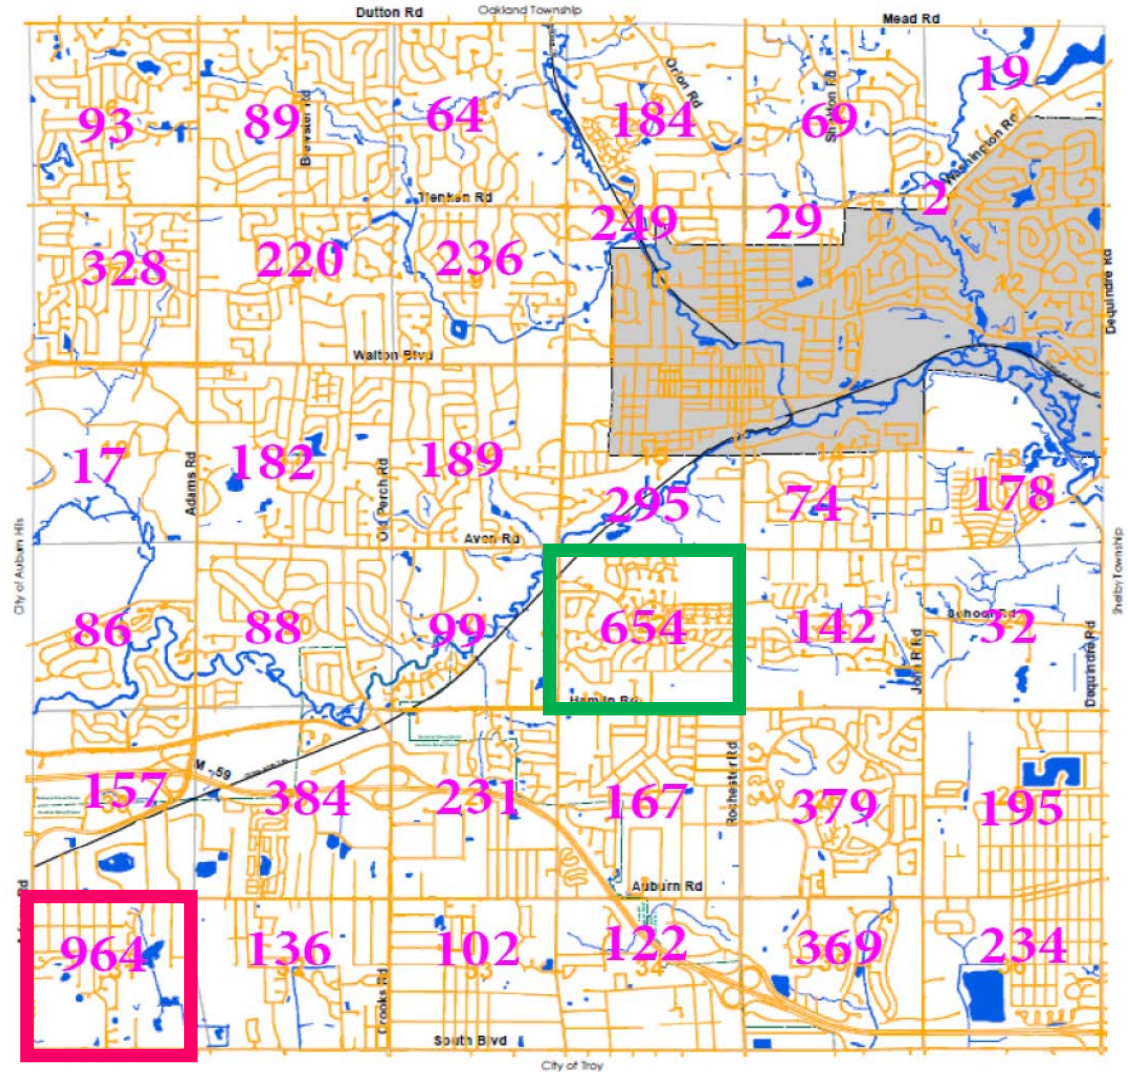 Dutton Rd
Oakland Township
Mead Rd
19
Orion Rd
93
89
64
184
69
Washington Rd
Tienken Rd
2
249
29
328
220
236
12
Dequindre Rd
Walton Blvd
17
182
189
Adams Rd
Old Perch Rd
295
74
13
178
Avon Rd
City of Auburn Hills
Shelby Township
86
88
99
654
142
School Rd
32
John R Rd
Dequindre Rd
Hamlin Rd
M - 59
157
384
231
167
Rochester Rd
379
195
Auburn Rd
964
136
102
122
34
369
234
Crooks Rd
South Blvd
City of Troy